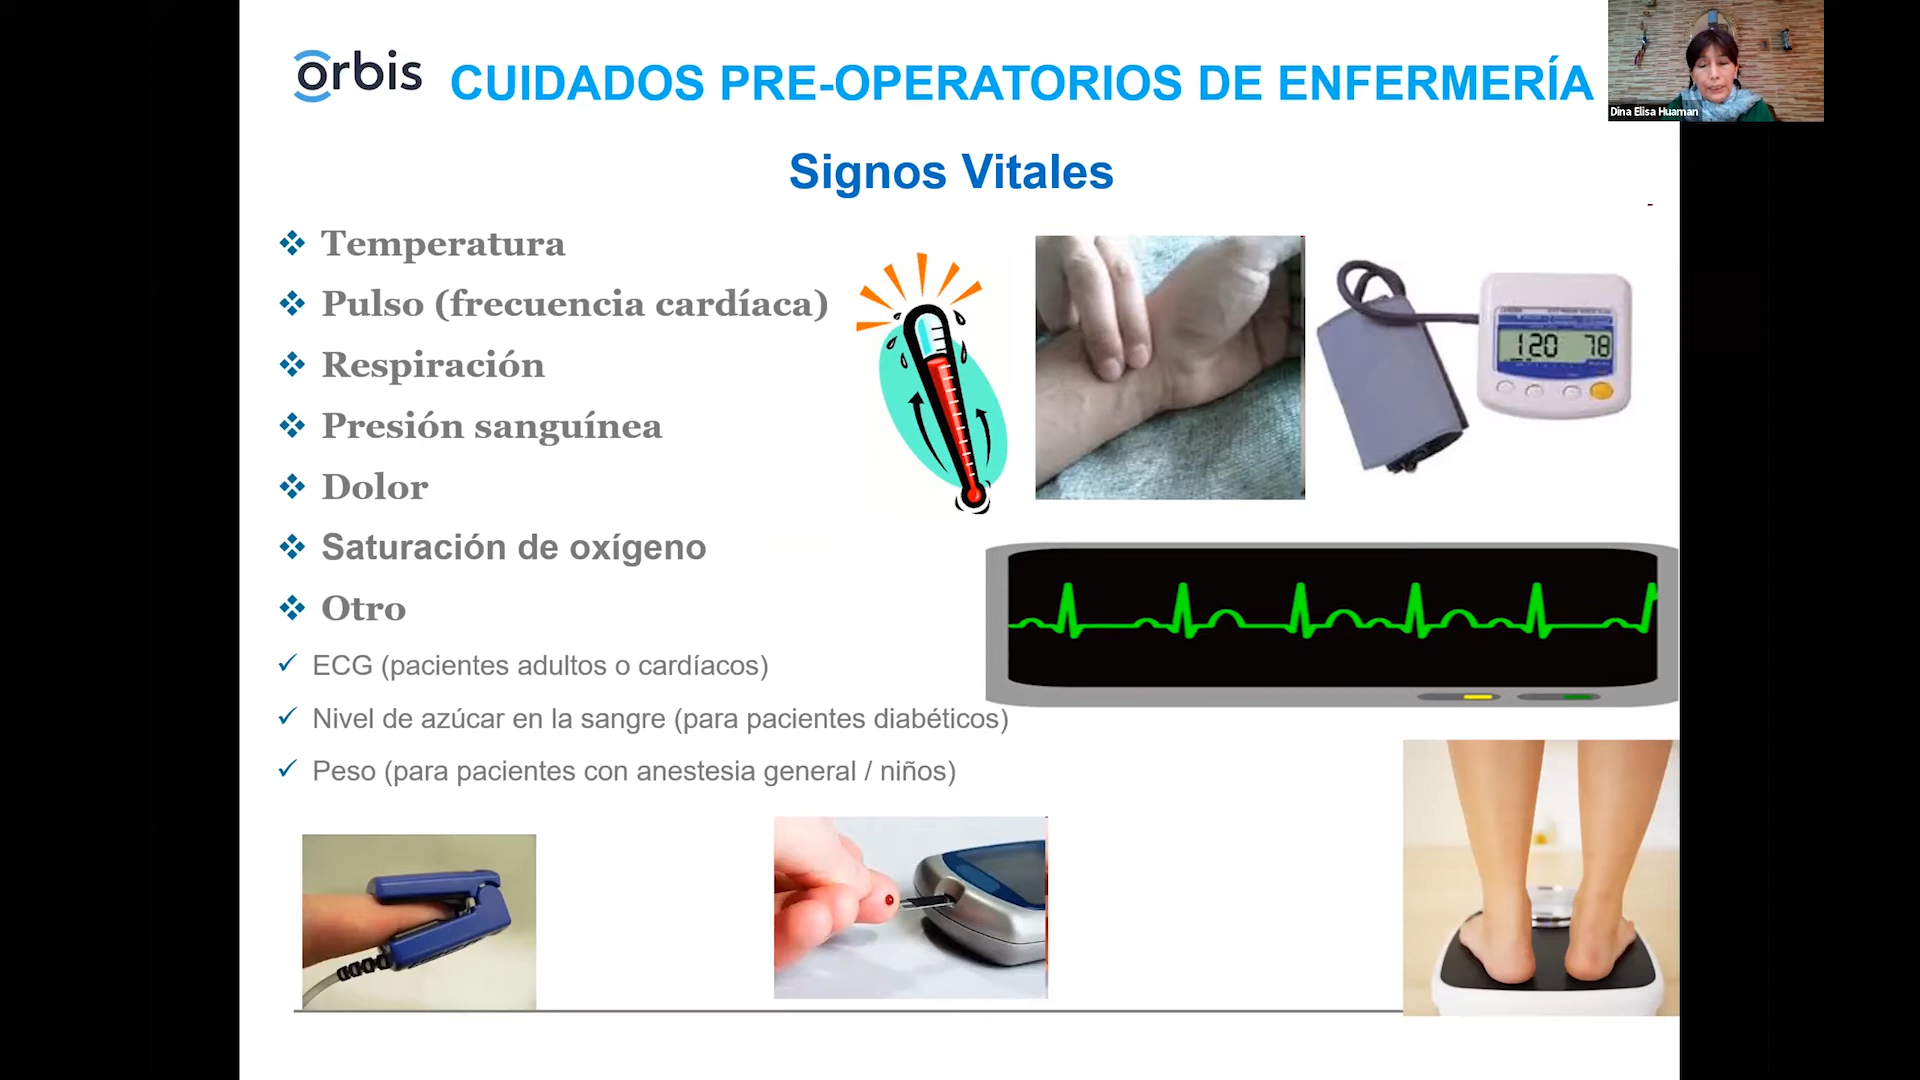 orbis
CUIDADOS PRE-OPERATORIOS DE ENFERMERÍA
Dina Elisa Huaman
Signos Vitales
Temperatura
Pulso (frecuencia cardíaca)
Respiración
Presión sanguínea
Dolor
Saturación de oxígeno
Otro
ECG (pacientes adultos o cardíacos)
Nivel de azúcar en la sangre (para pacientes diabéticos)
Peso (para pacientes con anestesia general / niños)
120 78